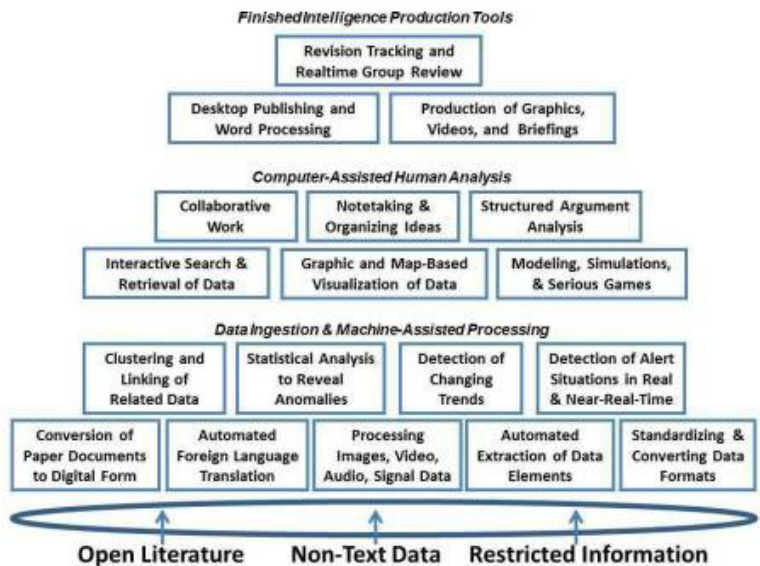 Finished Intelligence Production Tools
Revision Tracking and
Realtime Group Review
Desktop Publishing and
Word Processing
Production of Graphics,
Videos, and Briefings
Computer-Assisted Human Analysis
Collaborative
Work
Notetaking &
Organizing Ideas
Structured Argument
Analysis
Interactive Search &
Retrieval of Data
Graphic and Map-Based
Visualization of Data
Modeling, Simulations,
& Serious Games
Data Ingestion & Machine-Assisted Processing
Clustering and
Linking of
Related Data
Statistical Analysis
to Reveal
Anomalies
Detection of
Changing
Trends
Detection of Alert
Situations in Real
& Near-Real-Time
Conversion of
Paper Documents
to Digital Form
Automated
Foreign Language
Translation
Processing
Images, Video,
Audio, Signal Data
Automated
Extraction of Data
Elements
Standardizing &
Converting Data
Formats
Open Literature
Non-Text Data
Restricted Information